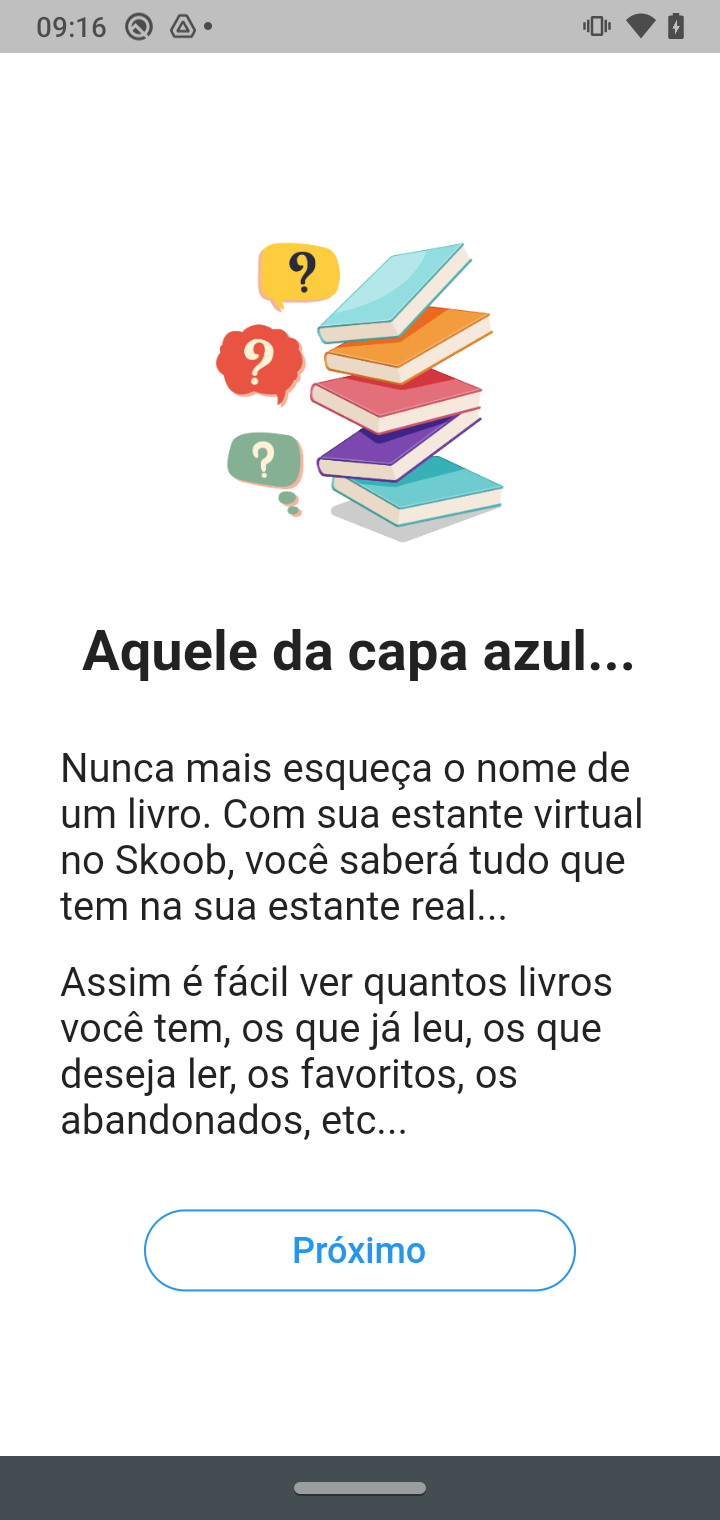 09:16
?
?
?
Aquele da capa azul...
Nunca mais esqueça o nome de
um livro. Com sua estante virtual
no Skoob, você saberá tudo que
tem na sua estante real...
Assim é fácil ver quantos livros
você tem, os que já leu, os que
deseja ler, os favoritos, os
abandonados, etc...
Próximo